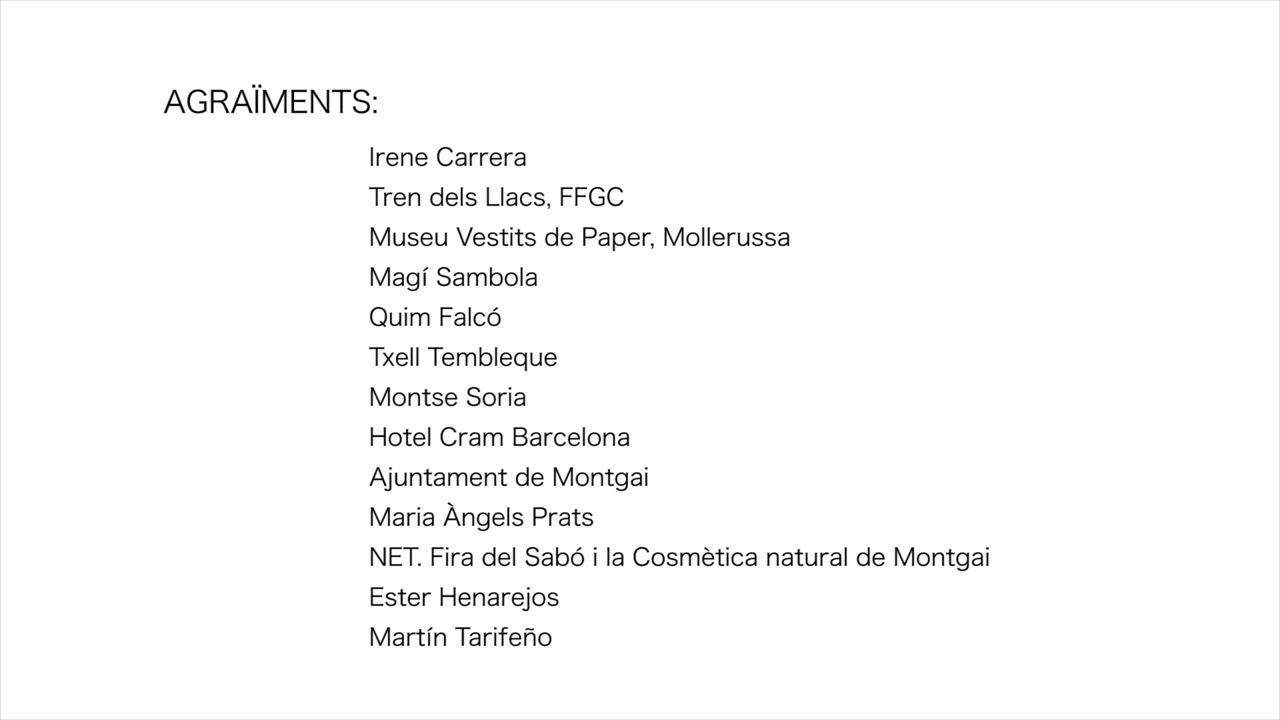 AGRAÏMENTS:
Irene Carrera
Tren dels Llacs, FFGC
Museu Vestits de Paper, Mollerussa
Magí Sambola
Quim Falcó
Txell Tembleque
Montse Soria
Hotel Cram Barcelona
Ajuntament de Montgai
Maria Àngels Prats
NET. Fira del Sabó i la Cosmètica natural de Montgai
Ester Henarejos
Martín Tarifeño